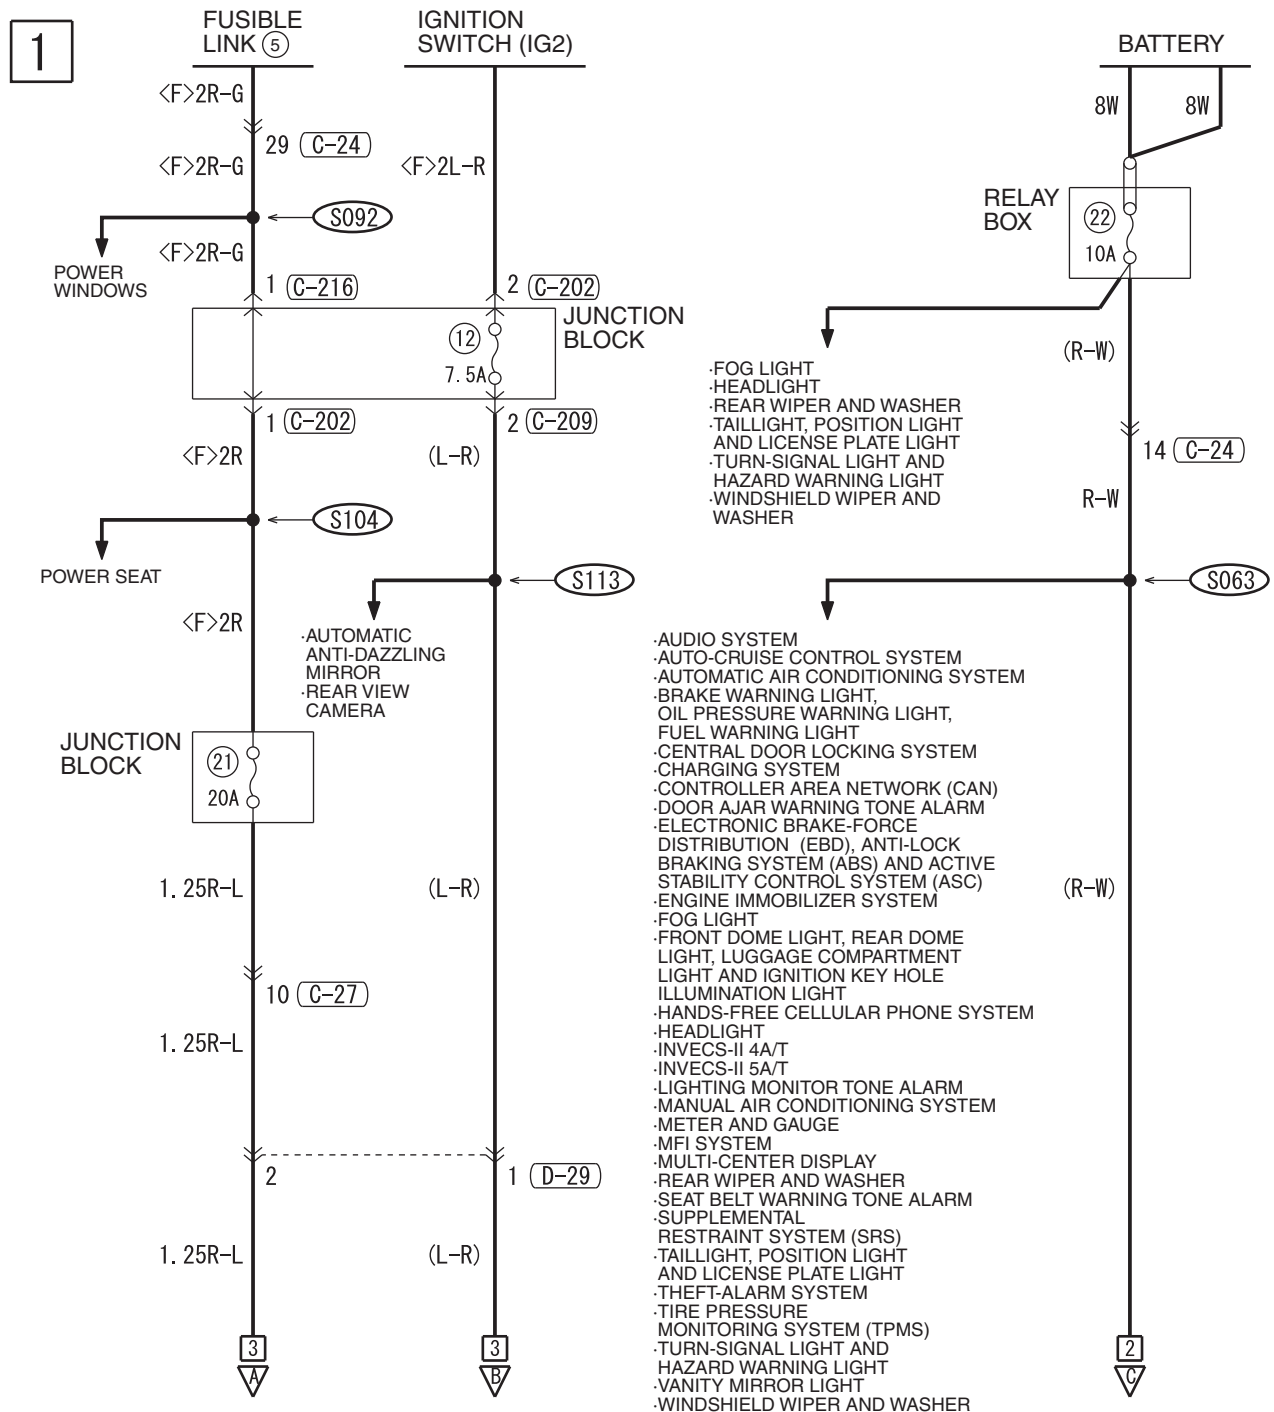 1
FUSIBLE
LINK 5
IGNITION
SWITCH (IG2)
BATTERY
<F>2R-G
8W
8W
29 C-24
<F>2R-G
<F>2L-R
RELAY
BOX
22
10A
S092
<F>2R-G
POWER
WINDOWS
1 C-216
2 C-202
JUNCTION
BLOCK
12
7.5A
1 C-202
2 C-209
<F>2R
(L-R)
(R-W)
·FOG LIGHT
·HEADLIGHT
·REAR WIPER AND WASHER
·TAILLIGHT, POSITION LIGHT
AND LICENSE PLATE LIGHT
·TURN-SIGNAL LIGHT AND
HAZARD WARNING LIGHT
·WINDSHIELD WIPER AND
WASHER
14 C-24
R-W
S104
POWER SEAT
S113
S063
<F>2R
·AUTOMATIC
ANTI-DAZZLING
MIRROR
·REAR VIEW
CAMERA
JUNCTION
BLOCK
21
20A
·AUDIO SYSTEM
·AUTO-CRUISE CONTROL SYSTEM
·AUTOMATIC AIR CONDITIONING SYSTEM
·BRAKE WARNING LIGHT,
OIL PRESSURE WARNING LIGHT,
FUEL WARNING LIGHT
·CENTRAL DOOR LOCKING SYSTEM
·CHARGING SYSTEM
·CONTROLLER AREA NETWORK (CAN)
·DOOR AJAR WARNING TONE ALARM
·ELECTRONIC BRAKE-FORCE
DISTRIBUTION (EBD), ANTI-LOCK
BRAKING SYSTEM (ABS) AND ACTIVE
STABILITY CONTROL SYSTEM (ASC)
·ENGINE IMMOBILIZER SYSTEM
·FOG LIGHT
·FRONT DOME LIGHT, REAR DOME
LIGHT, LUGGAGE COMPARTMENT
LIGHT AND IGNITION KEY HOLE
ILLUMINATION LIGHT
·HANDS-FREE CELLULAR PHONE SYSTEM
·HEADLIGHT
·INVECS-II 4A/T
·INVECS-II 5A/T
·LIGHTING MONITOR TONE ALARM
·MANUAL AIR CONDITIONING SYSTEM
·METER AND GAUGE
·MFI SYSTEM
·MULTI-CENTER DISPLAY
·REAR WIPER AND WASHER
·SEAT BELT WARNING TONE ALARM
·SUPPLEMENTAL
RESTRAINT SYSTEM (SRS)
·TAILLIGHT, POSITION LIGHT
AND LICENSE PLATE LIGHT
·THEFT-ALARM SYSTEM
·TIRE PRESSURE
MONITORING SYSTEM (TPMS)
·TURN-SIGNAL LIGHT AND
HAZARD WARNING LIGHT
·VANITY MIRROR LIGHT
·WINDSHIELD WIPER AND WASHER
1.25R-L
(L-R)
(R-W)
10 C-27
1.25R-L
2
1 D-29
1.25R-L
(L-R)
3
A
3
B
2
C